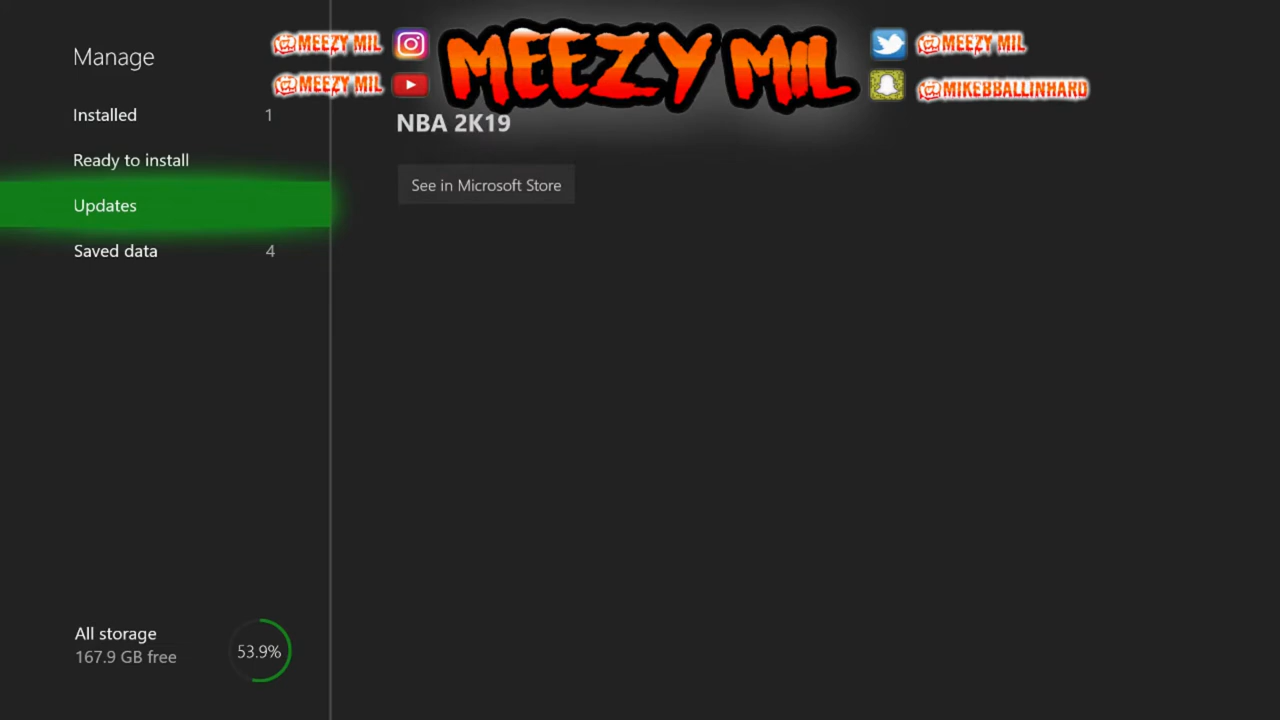 Manage
Installed 1
Ready to install
Updates
Saved data 4
All storage
167.9 GB free
53.9%
@MEEZY MIL
@MEEZY MIL
MEEZY MIL
@MEEZY MIL
@MIKEBBALLINHARD
NBA 2K19
See in Microsoft Store